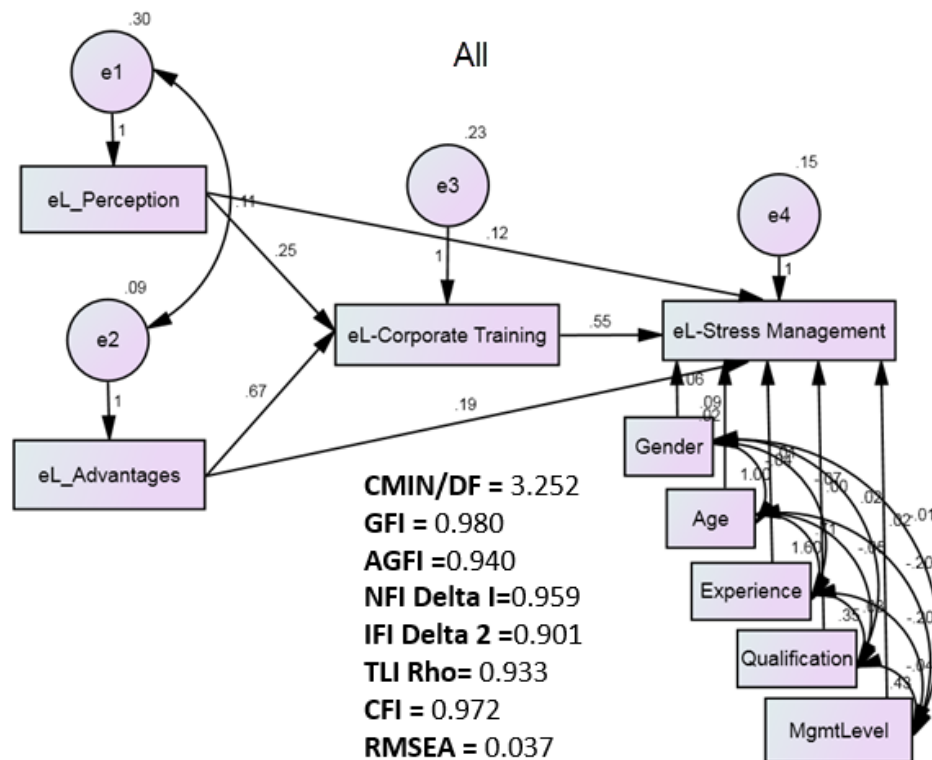 All
.30
e1
1
eL_Perception
.11
.12
.25
.09
e2
1
eL_Advantages
.67
.19
.23
e3
1
eL-Corporate Training
.55
.15
e4
1
eL-Stress Management
.06
.09
.02
Gender
1.00
.02
-.01
Age
1.60
.02
-.20
Experience
.35
-.20
Qualification
.43
-.04
MgmtLevel
CMIN/DF = 3.252
GFI = 0.980
AGFI =0.940
NFI Delta I=0.959
IFI Delta 2 =0.901
TLI Rho= 0.933
CFI = 0.972
RMSEA = 0.037